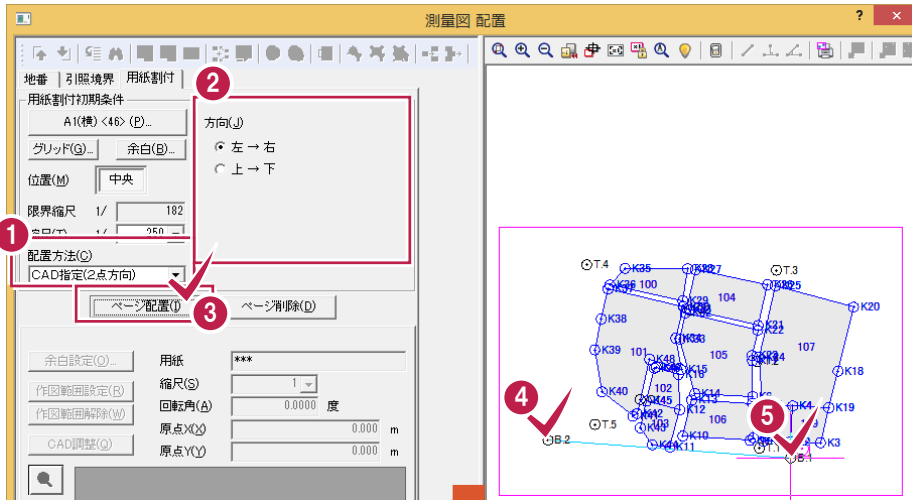 測量図 配置
?
×
地番
引照境界
用紙割付
2
用紙割付初期条件
A1(横) <46> (P)...
グリッド(G)...
余白(B)...
位置(M)
中央
限界縮尺 1/ 182
縮尺(T) 1/ 250
1
配置方法(C)
CAD指定(2点方向)
方向(J)
左 → 右
上 → 下
ページ配置(I)
3
ページ削除(D)
余白設定(O)...
作図範囲設定(R)
作図範囲解除(W)
CAD調整(Q)
用紙 ***
縮尺(S) 1
回転角(A) 0.0000 度
原点X(X) 0.000 m
原点Y(Y) 0.000 m
T.4
K35
K27
T.3
K25
100
104
K29
K20
K38
K22
107
K39
101
K48
105
K18
K16
K40
102
K14
K13
K12
K4
K19
4
5
T.5
106
B.2
K10
K11
T.1
K3
B.1